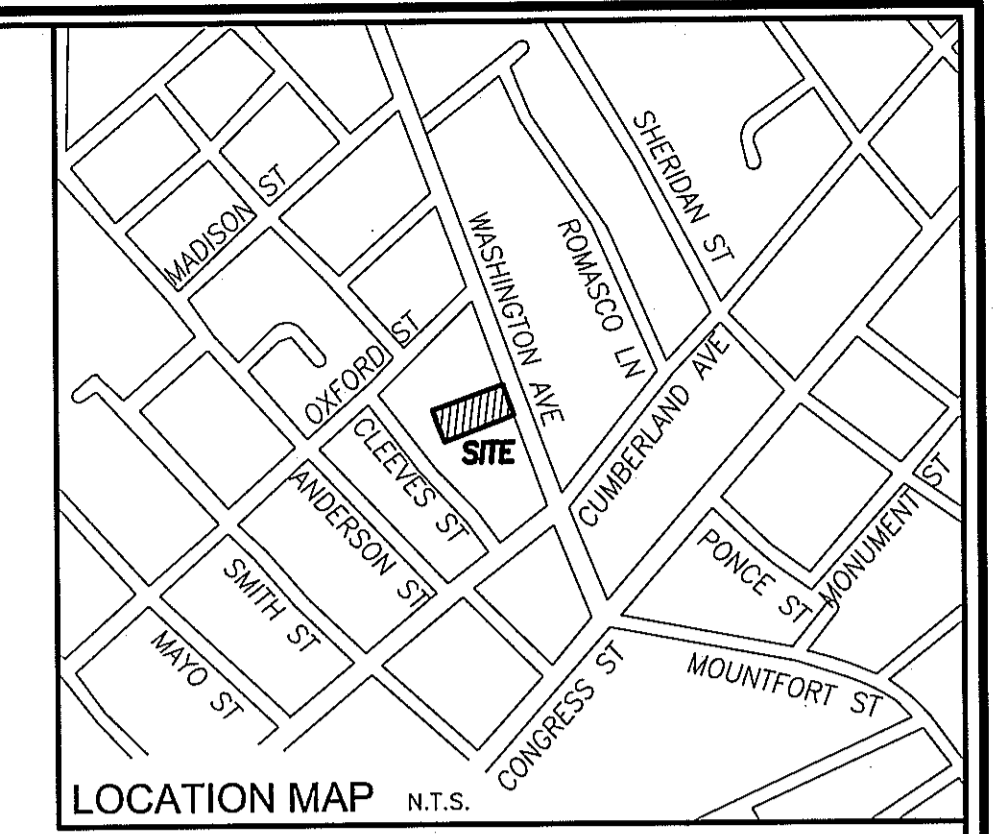 SHERIDAN ST
MADISON ST
WASHINGTON AVE
ROMASCO LN
OXFORD ST
CUMBERLAND AVE
SITE
CLEEVES ST
ANDERSON ST
MONUMENT ST
PONCE ST
SMITH ST
MAYO ST
CONGRESS ST
MOUNTFORT ST
LOCATION MAP N.T.S.